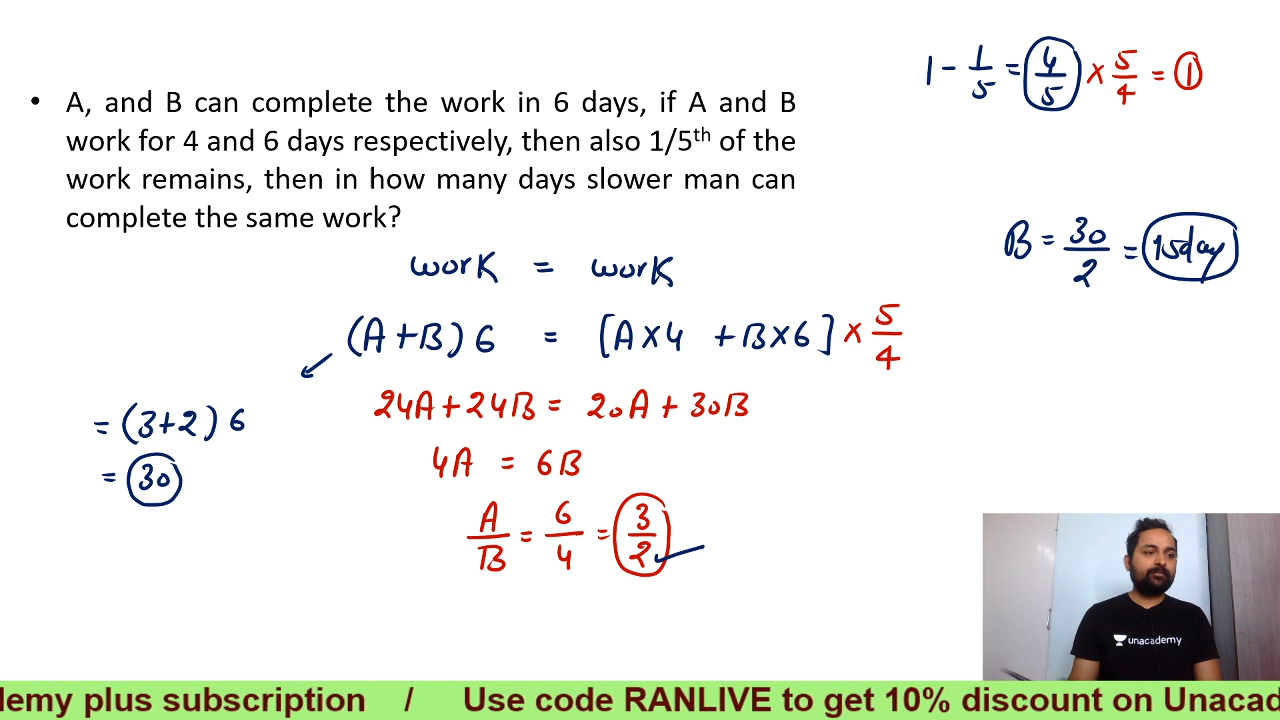 • A, and B can complete the work in 6 days, if A and B
work for 4 and 6 days respectively, then also 1/5th of the
work remains, then in how many days slower man can
complete the same work?
1 - 1/5 = 4/5 × 5/4 = 1
B = 30/2 = 15day
work = work
(A+B) 6 = [A×4 + B×6] × 5/4
24A + 24B = 20A + 30B
4A = 6B
A/B = 6/4 = 3/2
= (3+2) 6
= 30
unacademy
demy plus subscription / Use code RANLIVE to get 10% discount on Unacad